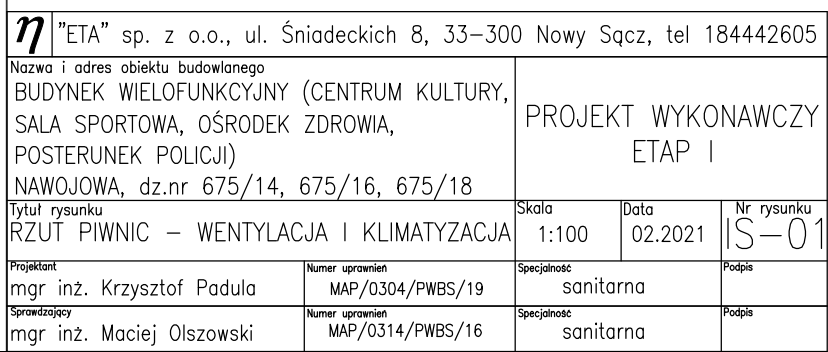 η "ETA" sp. z o.o., ul. Śniadeckich 8, 33-300 Nowy Sącz, tel 184442605
Nazwa i adres obiektu budowlanego
BUDYNEK WIELOFUNKCYJNY (CENTRUM KULTURY,
SALA SPORTOWA, OŚRODEK ZDROWIA,
POSTERUNEK POLICJI)
NAWOJOWA, dz.nr 675/14, 675/16, 675/18
PROJEKT WYKONAWCZY
ETAP I
Tytuł rysunku
RZUT PIWNIC – WENTYLACJA I KLIMATYZACJA
Skala
1:100
Data
02.2021
Nr rysunku
IS-01
Projektant
mgr inż. Krzysztof Padula
Numer uprawnień
MAP/0304/PWBS/19
Specjalność
sanitarna
Podpis
Sprawdzający
mgr inż. Maciej Olszowski
Numer uprawnień
MAP/0314/PWBS/16
Specjalność
sanitarna
Podpis